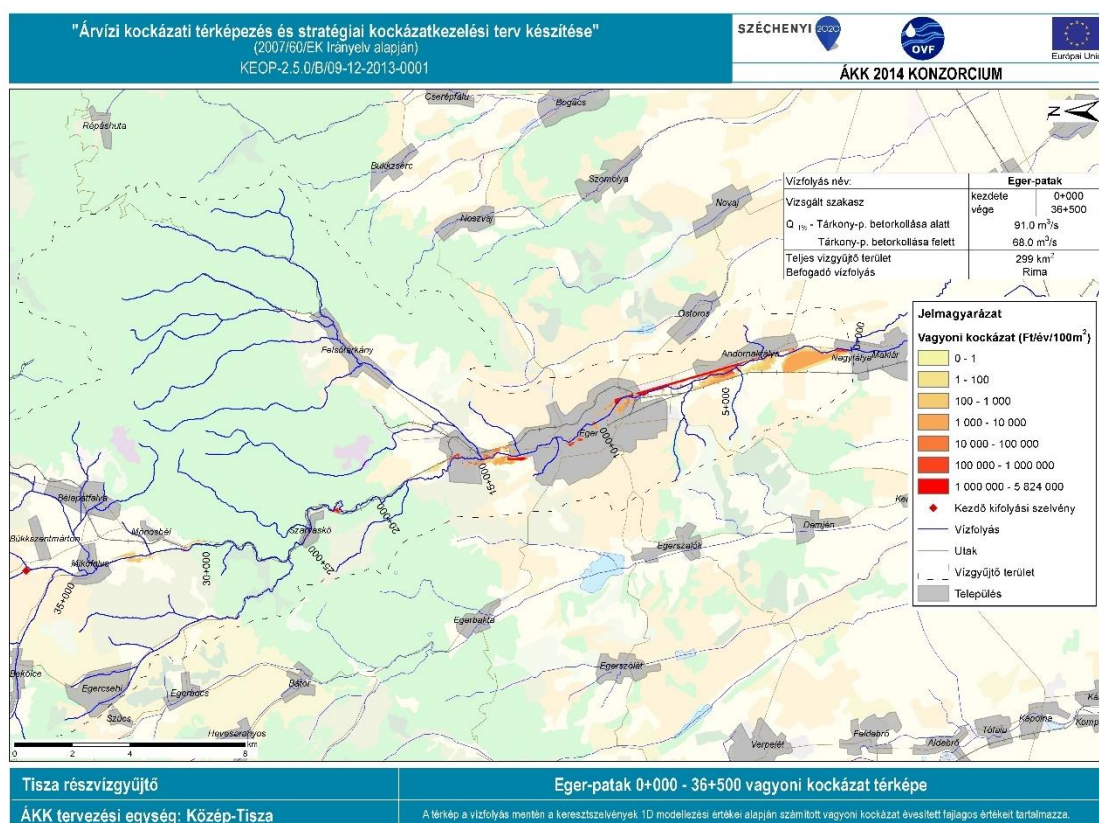 "Árvízi kockázati térképezés és stratégiai kockázatkezelési terv készítése"
(2007/60/EK Irányelv alapján)
KEOP-2.5.0/B/09-12-2013-0001
SZÉCHENYI 2020
OVF
Európai Unió
ÁKK 2014 KONZORCIUM
Cserépfalu
Bogács
Répáshuta
N
Bükkzsérc
Szomolya
Noszvaj
Novaj
Vízfolyás név: Eger-patak
Vizsgált szakasz kezdete 0+000
vége 36+500
Q 1% - Tárkony-p. betorkollása alatt 91.0 m³/s
Tárkony-p. betorkollása felett 68.0 m³/s
Teljes vízgyűjtő terület 299 km²
Befogadó vízfolyás Rima
Ostoros
Felsőtárkány
Andornaktálya
Nagytálya
Maklár
0+000
5+000
Eger
10+000
15+000
20+000
Szarvaskő
25+000
30+000
Bélapátfalva
Mónosbél
Bükkszentmárton
Mikófalva
35+000
Egerszalók
Demjén
Egerbakta
Egerszólát
Bekölce
Egercsehi
Egerbocs
Bátor
Szúcs
Hevesaranyos
Verpelét
Feldebrő
Aldebrő
Tófalu
Kápolna
Jelmagyarázat
Vagyoni kockázat (Ft/év/100m²)
0 - 1
1 - 100
100 - 1 000
1 000 - 10 000
10 000 - 100 000
100 000 - 1 000 000
1 000 000 - 5 824 000
Kezdő kifolyási szelvény
Vízfolyás
Utak
Vízgyűjtő terület
Település
0 2 4 8 km
Tisza részvízgyűjtő
Eger-patak 0+000 - 36+500 vagyoni kockázat térképe
ÁKK tervezési egység: Közép-Tisza
A térkép a vízfolyás mentén a keresztszelvények 1D modellezési értékei alapján számított vagyoni kockázat évesített fajlagos értékeit tartalmazza.